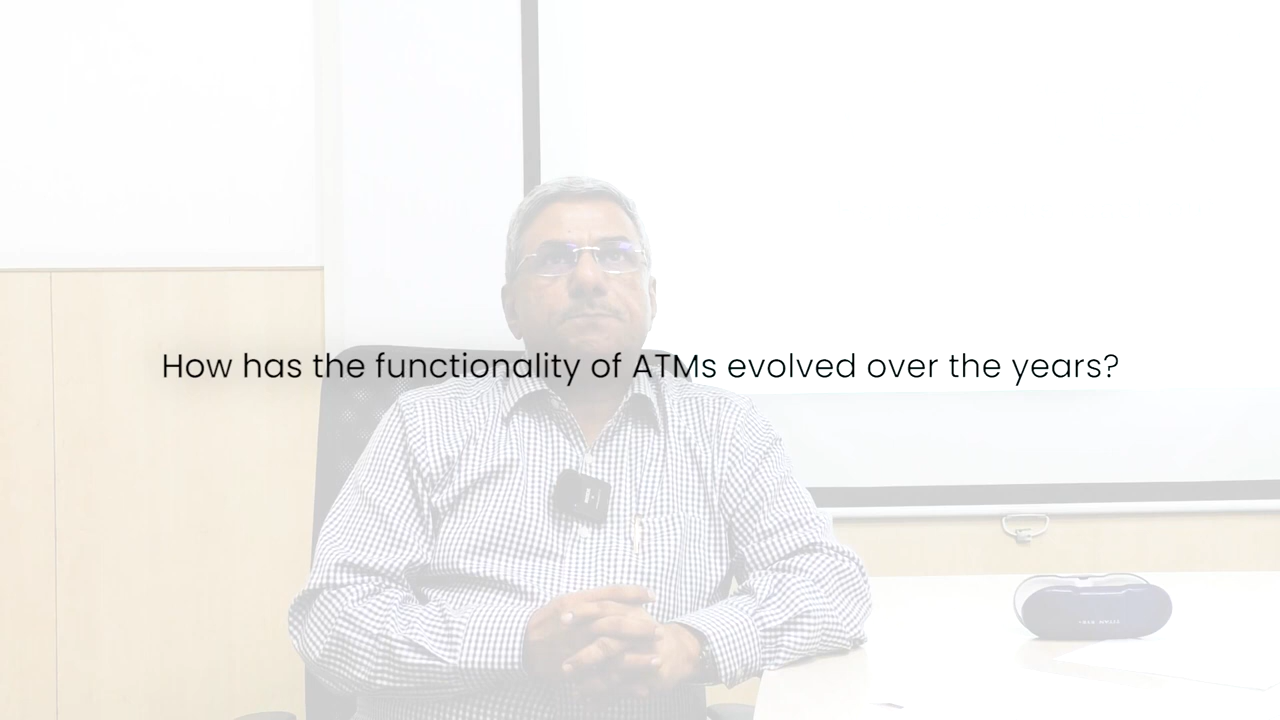 How has the functionality of ATMs evolved over the years?